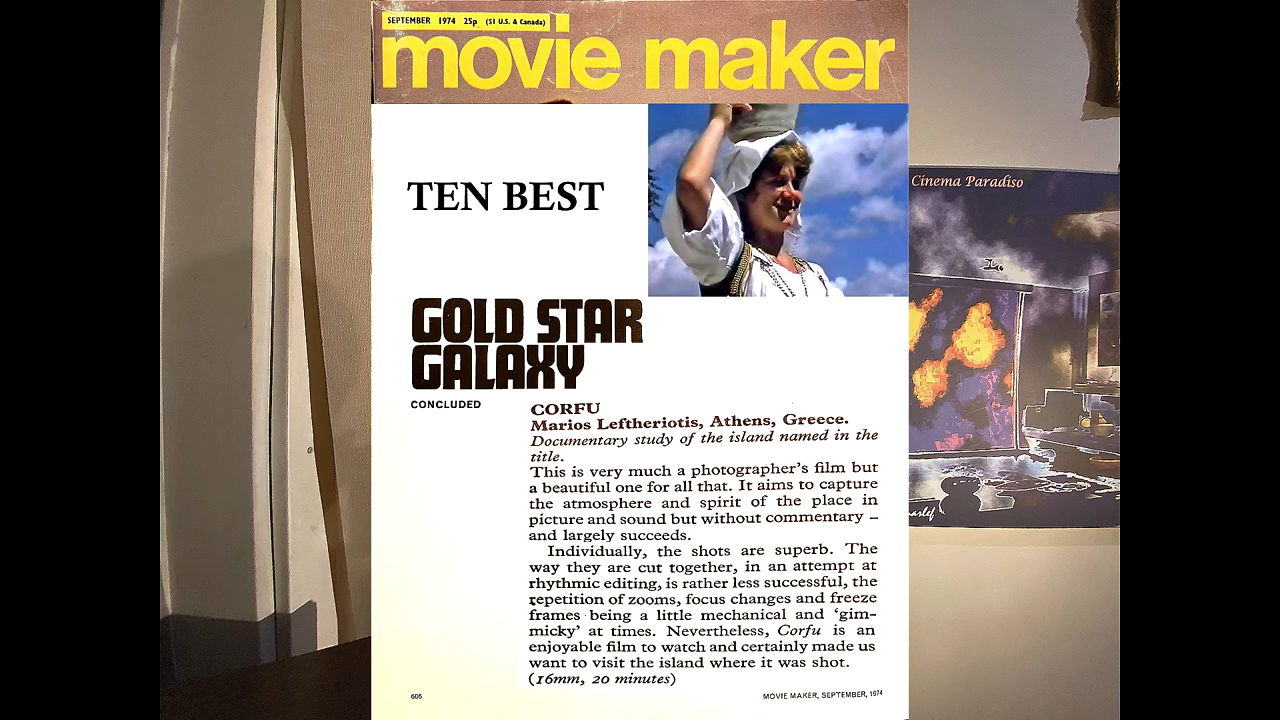 SEPTEMBER 1974 25p ($1 U.S. & Canada)
movie maker
TEN BEST
GOLD STAR
GALAXY
CONCLUDED
CORFU
Marios Leftheriotis, Athens, Greece.
Documentary study of the island named in the
title.
This is very much a photographer's film but
a beautiful one for all that. It aims to capture
the atmosphere and spirit of the place in
picture and sound but without commentary –
and largely succeeds.
Individually, the shots are superb. The
way they are cut together, in an attempt at
rhythmic editing, is rather less successful, the
repetition of zooms, focus changes and freeze
frames being a little mechanical and 'gim-
micky' at times. Nevertheless, Corfu is an
enjoyable film to watch and certainly made us
want to visit the island where it was shot.
(16mm, 20 minutes)
605
MOVIE MAKER, SEPTEMBER, 1974
Cinema Paradiso